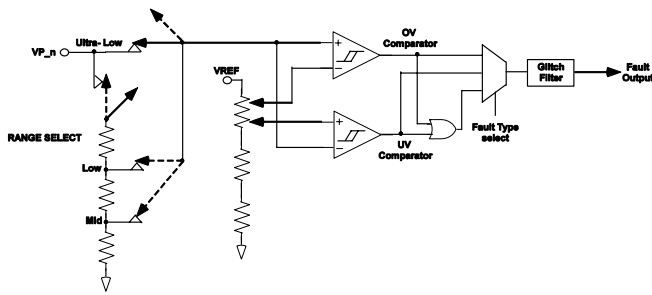 Ultra- Low
VP_n
RANGE SELECT
Low
Mid
VREF
+
−
+
−
OV
Comparator
UV
Comparator
Fault Type
select
Glitch
Filter
Fault
Output